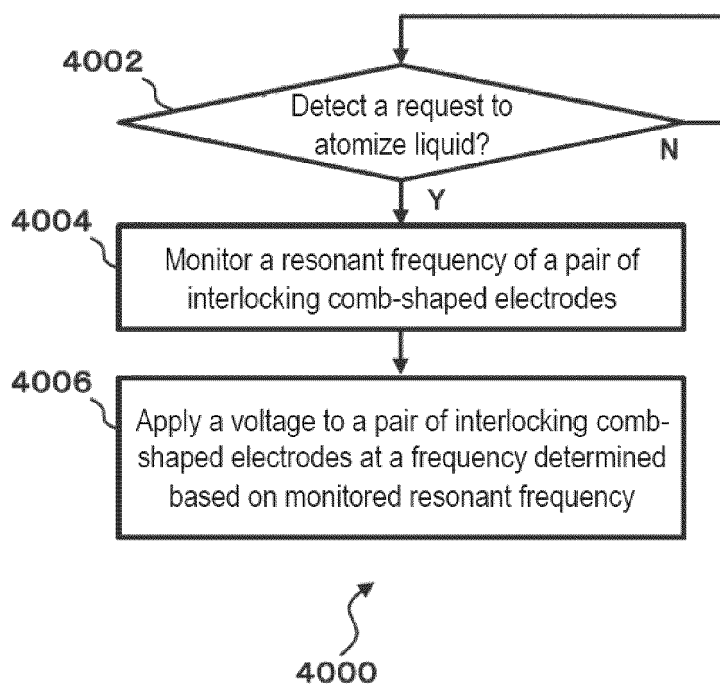 4002
Detect a request to
atomize liquid?
N
Y
4004
Monitor a resonant frequency of a pair of
interlocking comb-shaped electrodes
4006
Apply a voltage to a pair of interlocking comb-
shaped electrodes at a frequency determined
based on monitored resonant frequency
4000